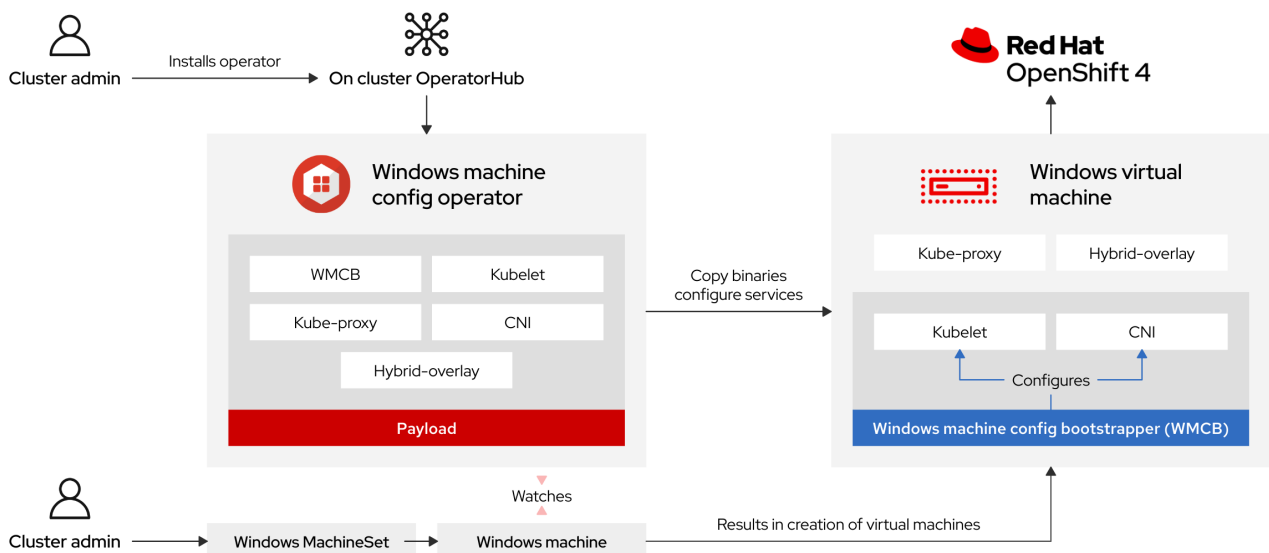 Cluster admin
Installs operator
On cluster OperatorHub
Red Hat
OpenShift 4
Windows machine
config operator
WMCB
Kubelet
Kube-proxy
CNI
Hybrid-overlay
Payload
Copy binaries
configure services
Windows virtual
machine
Kube-proxy
Hybrid-overlay
Kubelet
CNI
Configures
Windows machine config bootstrapper (WMCB)
Watches
Cluster admin
Windows MachineSet
Windows machine
Results in creation of virtual machines